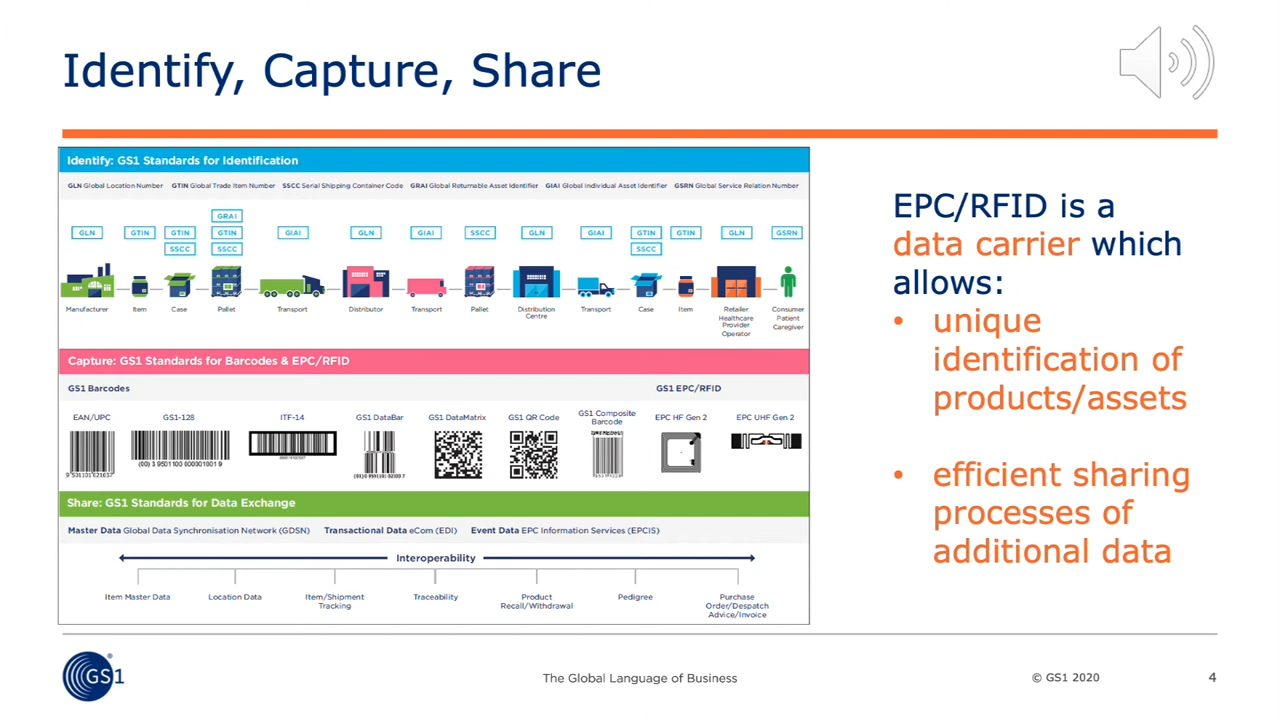 Identify, Capture, Share
Identify: GS1 Standards for Identification
GLN Global Location Number GTIN Global Trade Item Number SSCC Serial Shipping Container Code GRAI Global Returnable Asset Identifier GIAI Global Individual Asset Identifier GSRN Global Service Relation Number
GRAI
GLN GTIN GTIN GTIN GIAI GLN GIAI SSCC GLN GIAI GTIN GTIN GLN GSRN
SSCC SSCC SSCC
Manufacturer Item Case Pallet Transport Distributor Transport Pallet Distribution Transport Case Item Retailer Consumer
Centre Healthcare Patient
Provider Caregiver
Operator
Capture: GS1 Standards for Barcodes & EPC/RFID
GS1 Barcodes GS1 EPC/RFID
EAN/UPC GS1-128 ITF-14 GS1 DataBar GS1 DataMatrix GS1 QR Code GS1 Composite EPC HF Gen 2 EPC UHF Gen 2
Barcode
(00) 3 9501100 000001001 9
Share: GS1 Standards for Data Exchange
Master Data Global Data Synchronisation Network (GDSN) Transactional Data eCom (EDI) Event Data EPC Information Services (EPCIS)
Interoperability
Item Master Data Location Data Item/Shipment Traceability Product Pedigree Purchase
Tracking Recall/Withdrawal Order/Despatch
Advice/Invoice
EPC/RFID is a
data carrier which
allows:
• unique
identification of
products/assets
• efficient sharing
processes of
additional data
GS1
®
The Global Language of Business
© GS1 2020
4